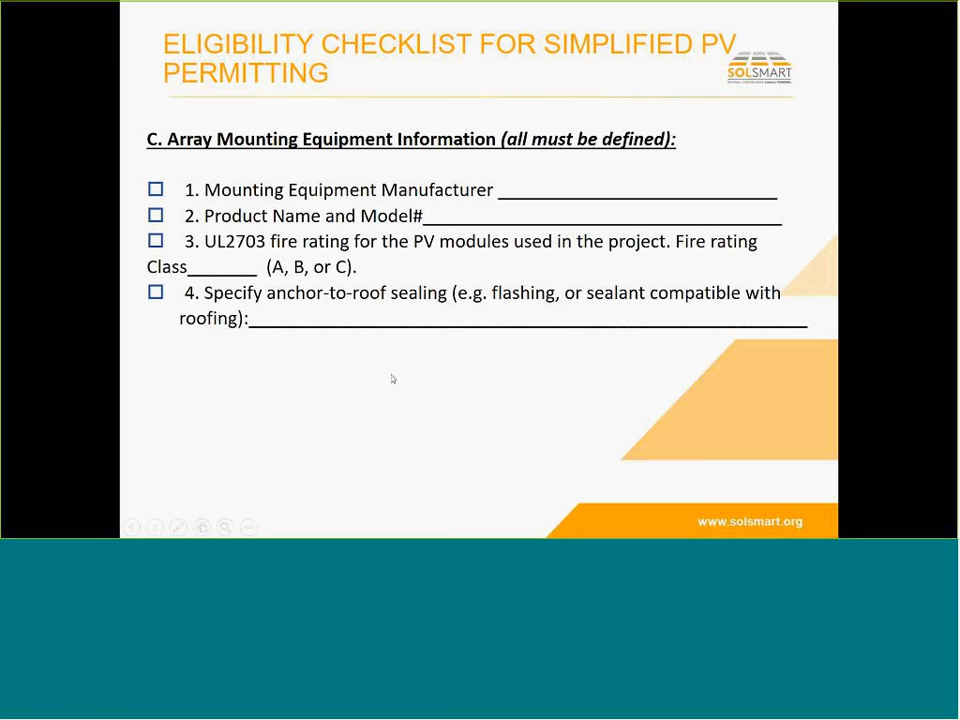 ELIGIBILITY CHECKLIST FOR SIMPLIFIED PV
PERMITTING
SOLSMART
C. Array Mounting Equipment Information (all must be defined):
1. Mounting Equipment Manufacturer ____________________________
2. Product Name and Model#____________________________________
3. UL2703 fire rating for the PV modules used in the project. Fire rating
Class_______ (A, B, or C).
4. Specify anchor-to-roof sealing (e.g. flashing, or sealant compatible with
roofing):________________________________________________________
www.solsmart.org